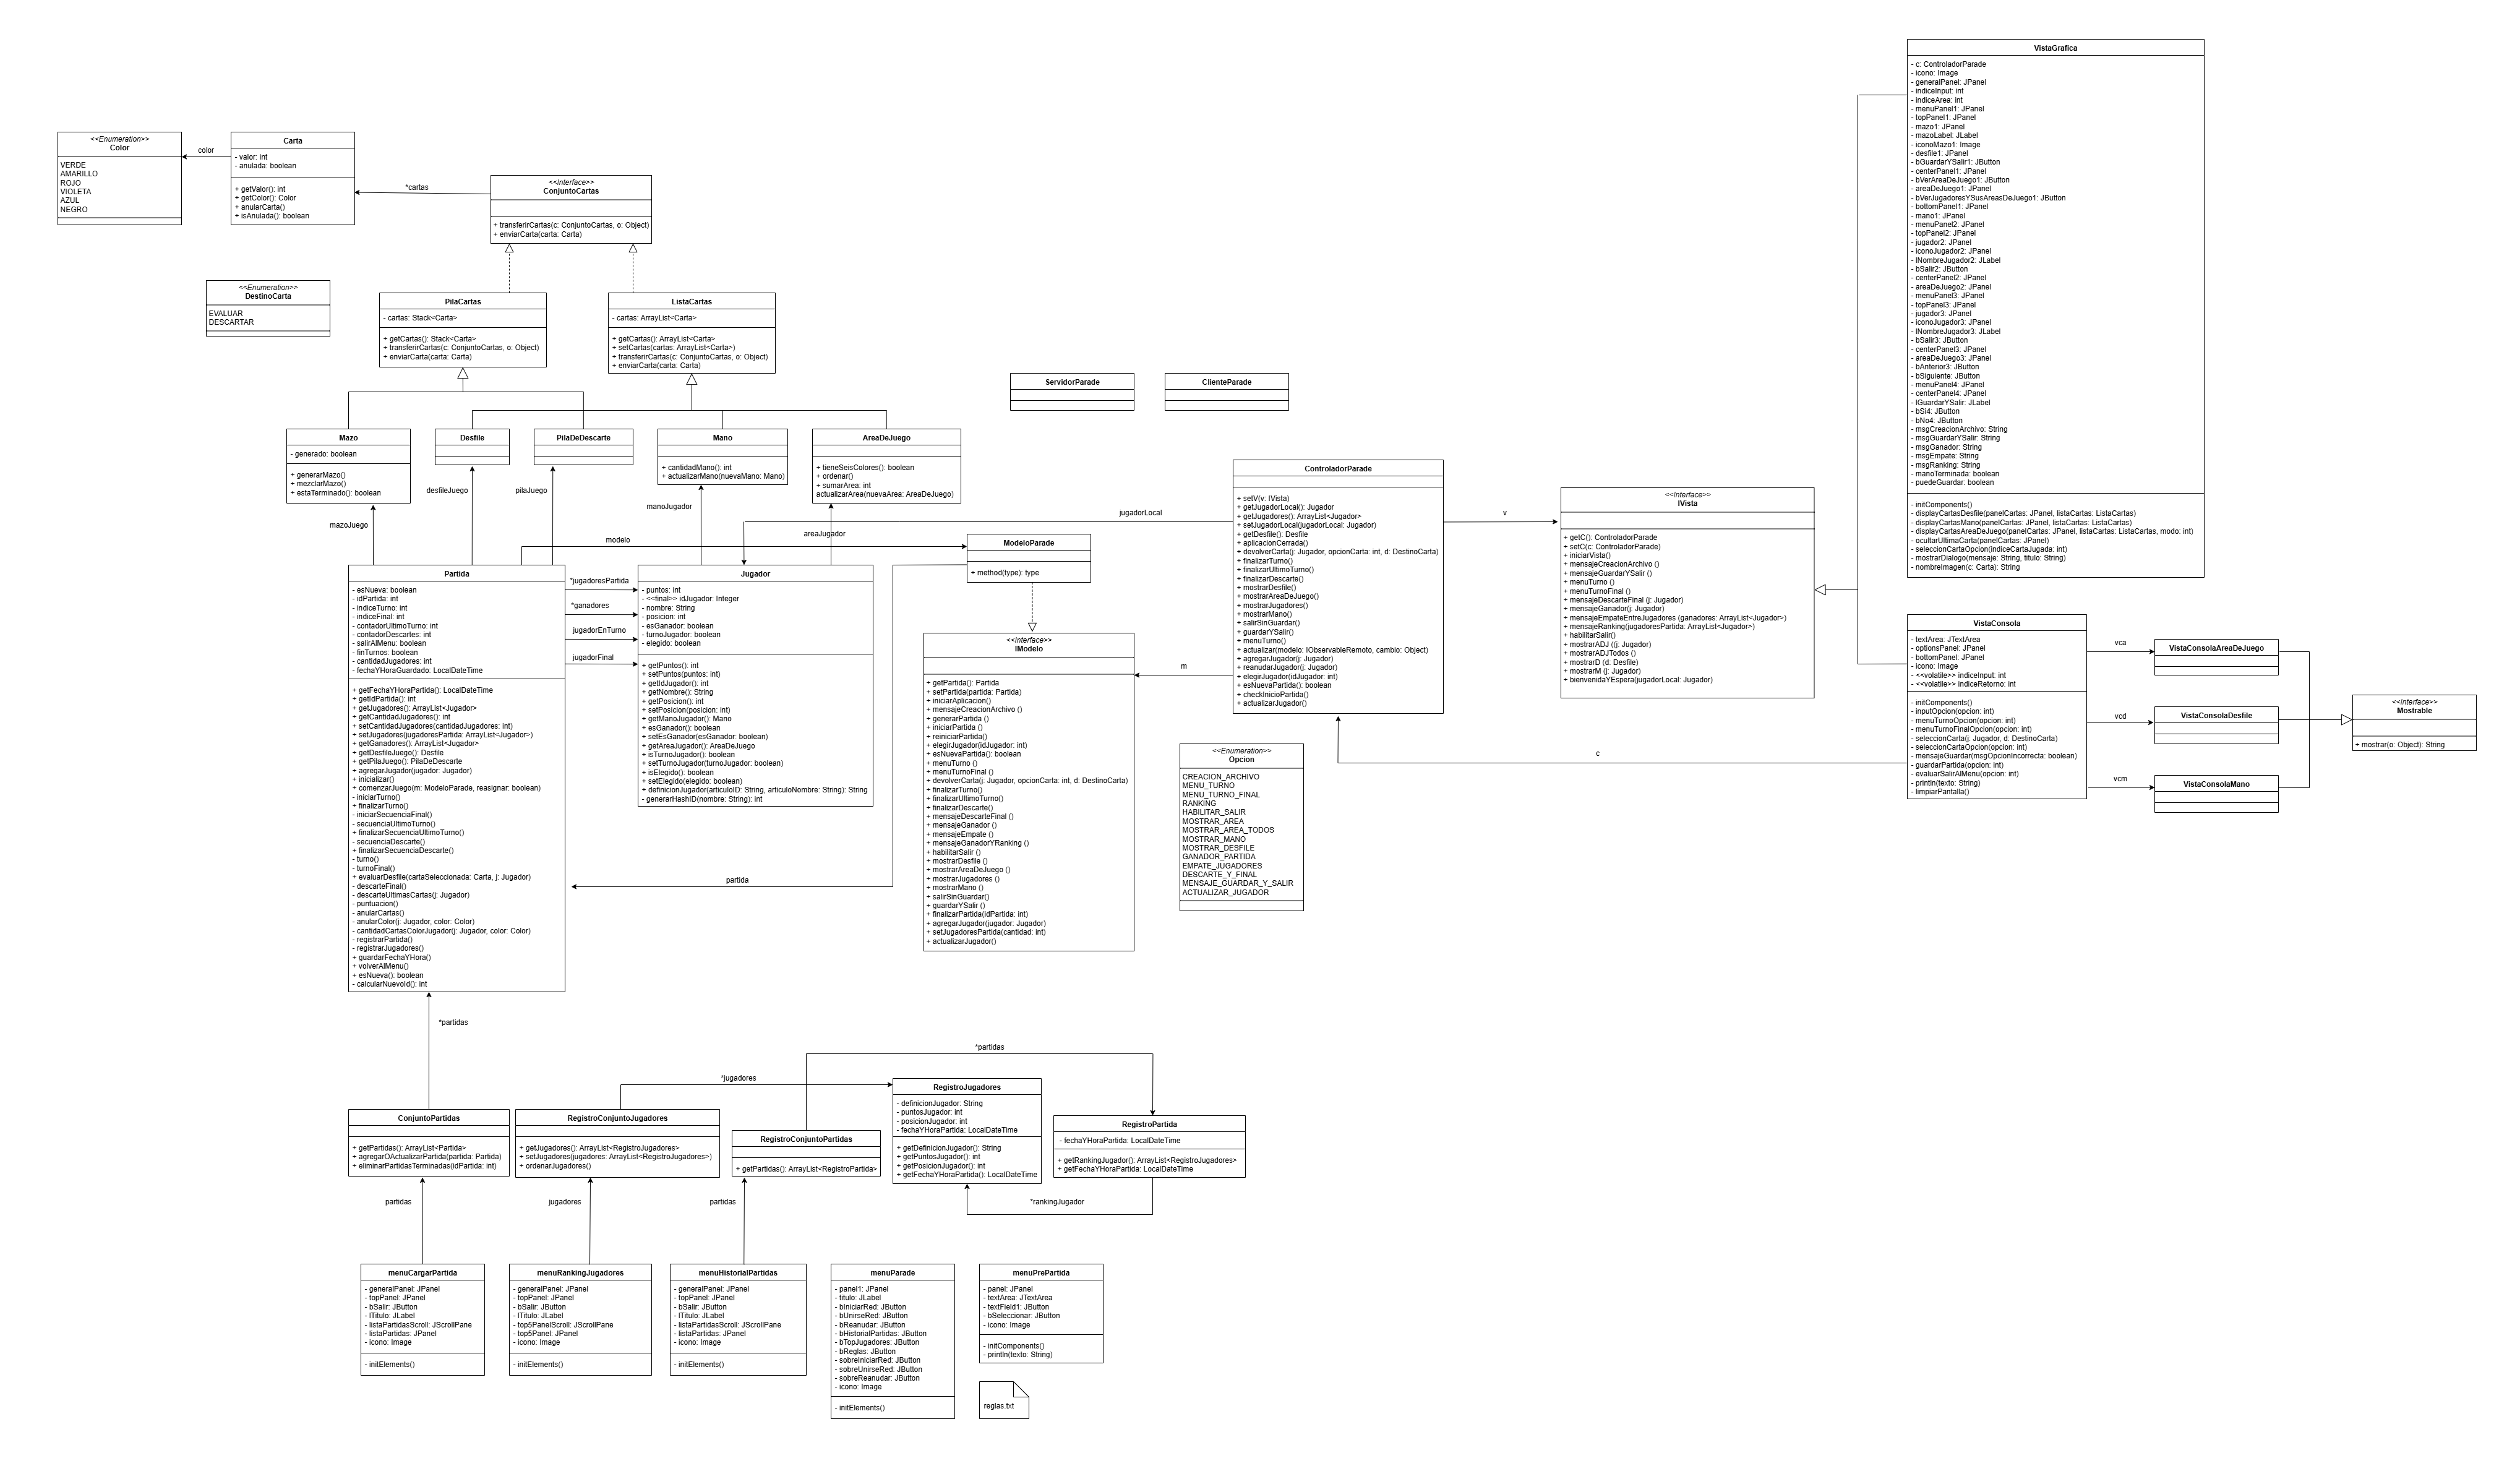 VistaGrafica
- c: ControladorParade
- icono: Image
- generalPanel: JPanel
- indiceInput: int
- indiceArea: int
- menuPanel1: JPanel
- topPanel1: JPanel
- mazo1: JPanel
- mazoLabel: JLabel
- iconoMazo1: Image
- desfile1: JPanel
- bGuardarYSalir1: JButton
- centerPanel1: JPanel
- bVerAreaDeJuego1: JButton
- areaDeJuego1: JPanel
- bVerJugadoresYSusAreasDeJuego1: JButton
- bottomPanel1: JPanel
- mano1: JPanel
- menuPanel2: JPanel
- topPanel2: JPanel
- jugador2: JPanel
- iconoJugador2: JPanel
- lNombreJugador2: JLabel
- bSalir2: JButton
- centerPanel2: JPanel
- areaDeJuego2: JPanel
- menuPanel3: JPanel
- topPanel3: JPanel
- jugador3: JPanel
- iconoJugador3: JPanel
- lNombreJugador3: JLabel
- bSalir3: JButton
- centerPanel3: JPanel
- areaDeJuego3: JPanel
- bAnterior3: JButton
- bSiguiente: JButton
- menuPanel4: JPanel
- centerPanel4: JPanel
- lGuardarYSalir: JLabel
- bSi4: JButton
- bNo4: JButton
- msgCreacionArchivo: String
- msgGuardarYSalir: String
- msgGanador: String
- msgEmpate: String
- msgRanking: String
- manoTerminada: boolean
- puedeGuardar: boolean
- initComponents()
- displayCartasDesfile(panelCartas: JPanel, listaCartas: ListaCartas)
- displayCartasMano(panelCartas: JPanel, listaCartas: ListaCartas)
- displayCartasAreaDeJuego(panelCartas: JPanel, listaCartas: ListaCartas, modo: int)
- ocultarUltimaCarta(panelCartas: JPanel)
- seleccionCartaOpcion(indiceCartaJugada: int)
- mostrarDialogo(mensaje: String, titulo: String)
- nombreImagen(c: Carta): String
<<Enumeration>>
Color
VERDE
AMARILLO
ROJO
VIOLETA
AZUL
NEGRO
color
Carta
- valor: int
- anulada: boolean
+ getValor(): int
+ getColor(): Color
+ anularCarta()
+ isAnulada(): boolean
*cartas
<<Interface>>
ConjuntoCartas
+ transferirCartas(c: ConjuntoCartas, o: Object)
+ enviarCarta(carta: Carta)
<<Enumeration>>
DestinoCarta
EVALUAR
DESCARTAR
PilaCartas
- cartas: Stack<Carta>
+ getCartas(): Stack<Carta>
+ transferirCartas(c: ConjuntoCartas, o: Object)
+ enviarCarta(carta: Carta)
ListaCartas
- cartas: ArrayList<Carta>
+ getCartas(): ArrayList<Carta>
+ setCartas(cartas: ArrayList<Carta>)
+ transferirCartas(c: ConjuntoCartas, o: Object)
+ enviarCarta(carta: Carta)
ServidorParade
ClienteParade
Mazo
- generado: boolean
+ generarMazo()
+ mezclarMazo()
+ estaTerminado(): boolean
Desfile
PilaDeDescarte
Mano
+ cantidadMano(): int
+ actualizarMano(nuevaMano: Mano)
AreaDeJuego
+ tieneSeisColores(): boolean
+ ordenar()
+ sumarArea: int
actualizarArea(nuevaArea: AreaDeJuego)
mazoJuego
desfileJuego
pilaJuego
manoJugador
areaJugador
modelo
jugadorLocal
ModeloParade
+ method(type): type
ControladorParade
+ setV(v: IVista)
+ getJugadorLocal(): Jugador
+ getJugadores(): ArrayList<Jugador>
+ setJugadorLocal(jugadorLocal: Jugador)
+ getDesfile(): Desfile
+ aplicacionCerrada()
+ devolverCarta(j: Jugador, opcionCarta: int, d: DestinoCarta)
+ finalizarTurno()
+ finalizarUltimoTurno()
+ finalizarDescarte()
+ mostrarDesfile()
+ mostrarAreaDeJuego()
+ mostrarJugadores()
+ mostrarMano()
+ salirSinGuardar()
+ guardarYSalir()
+ menuTurno()
+ actualizar(modelo: IObservableRemoto, cambio: Object)
+ agregarJugador(j: Jugador)
+ reanudarJugador(j: Jugador)
+ elegirJugador(idJugador: int)
+ esNuevaPartida(): boolean
+ checkInicioPartida()
+ actualizarJugador()
v
<<Interface>>
IVista
+ getC(): ControladorParade
+ setC(c: ControladorParade)
+ iniciarVista()
+ mensajeCreacionArchivo ()
+ mensajeGuardarYSalir ()
+ menuTurno ()
+ menuTurnoFinal ()
+ mensajeDescarteFinal (j: Jugador)
+ mensajeGanador(j: Jugador)
+ mensajeEmpateEntreJugadores (ganadores: ArrayList<Jugador>)
+ mensajeRanking(jugadoresPartida: ArrayList<Jugador>)
+ habilitarSalir()
+ mostrarADJ ((j: Jugador)
+ mostrarADJTodos ()
+ mostrarD (d: Desfile)
+ mostrarM (j: Jugador)
+ bienvenidaYEspera(jugadorLocal: Jugador)
Partida
- esNueva: boolean
- idPartida: int
- indiceTurno: int
- indiceFinal: int
- contadorUltimoTurno: int
- contadorDescartes: int
- salirAlMenu: boolean
- finTurnos: boolean
- cantidadJugadores: int
- fechaYHoraGuardado: LocalDateTime
+ getFechaYHoraPartida(): LocalDateTime
+ getIdPartida(): int
+ getJugadores(): ArrayList<Jugador>
+ getCantidadJugadores(): int
+ setCantidadJugadores(cantidadJugadores: int)
+ setJugadores(jugadoresPartida: ArrayList<Jugador>)
+ getGanadores(): ArrayList<Jugador>
+ getDesfileJuego(): Desfile
+ getPilaJuego(): PilaDeDescarte
+ agregarJugador(jugador: Jugador)
+ inicializar()
+ comenzarJuego(m: ModeloParade, reasignar: boolean)
- iniciarTurno()
+ finalizarTurno()
- iniciarSecuenciaFinal()
- secuenciaUltimoTurno()
+ finalizarSecuenciaUltimoTurno()
- secuenciaDescarte()
+ finalizarSecuenciaDescarte()
- turno()
- turnoFinal()
+ evaluarDesfile(cartaSeleccionada: Carta, j: Jugador)
- descarteFinal()
- descarteUltimasCartas(j: Jugador)
- puntuacion()
- anularCartas()
- anularColor(j: Jugador, color: Color)
- cantidadCartasColorJugador(j: Jugador, color: Color)
- registrarPartida()
- registrarJugadores()
+ guardarFechaYHora()
+ volverAlMenu()
+ esNueva(): boolean
- calcularNuevoId(): int
*jugadoresPartida
*ganadores
jugadorEnTurno
jugadorFinal
Jugador
- puntos: int
- <<final>> idJugador: Integer
- nombre: String
- posicion: int
- esGanador: boolean
- turnoJugador: boolean
- elegido: boolean
+ getPuntos(): int
+ setPuntos(puntos: int)
+ getIdJugador(): int
+ getNombre(): String
+ getPosicion(): int
+ setPosicion(posicion: int)
+ getManoJugador(): Mano
+ esGanador(): boolean
+ setEsGanador(esGanador: boolean)
+ getAreaJugador(): AreaDeJuego
+ isTurnoJugador(): boolean
+ setTurnoJugador(turnoJugador: boolean)
+ isElegido(): boolean
+ setElegido(elegido: boolean)
+ definicionJugador(articuloID: String, articuloNombre: String): String
- generarHashID(nombre: String): int
<<Interface>>
IModelo
+ getPartida(): Partida
+ setPartida(partida: Partida)
+ iniciarAplicacion()
+ mensajeCreacionArchivo ()
+ generarPartida ()
+ iniciarPartida ()
+ reiniciarPartida()
+ elegirJugador(idJugador: int)
+ esNuevaPartida(): boolean
+ menuTurno ()
+ menuTurnoFinal ()
+ devolverCarta(j: Jugador, opcionCarta: int, d: DestinoCarta)
+ finalizarTurno()
+ finalizarUltimoTurno()
+ finalizarDescarte()
+ mensajeDescarteFinal ()
+ mensajeGanador ()
+ mensajeEmpate ()
+ mensajeGanadorYRanking ()
+ habilitarSalir ()
+ mostrarDesfile ()
+ mostrarAreaDeJuego ()
+ mostrarJugadores ()
+ mostrarMano ()
+ salirSinGuardar()
+ guardarYSalir ()
+ finalizarPartida(idPartida: int)
+ agregarJugador(jugador: Jugador)
+ setJugadoresPartida(cantidad: int)
+ actualizarJugador()
m
partida
c
<<Enumeration>>
Opcion
CREACION_ARCHIVO
MENU_TURNO
MENU_TURNO_FINAL
RANKING
HABILITAR_SALIR
MOSTRAR_AREA
MOSTRAR_AREA_TODOS
MOSTRAR_MANO
MOSTRAR_DESFILE
GANADOR_PARTIDA
EMPATE_JUGADORES
DESCARTE_Y_FINAL
MENSAJE_GUARDAR_Y_SALIR
ACTUALIZAR_JUGADOR
VistaConsola
- textArea: JTextArea
- optionsPanel: JPanel
- bottomPanel: JPanel
- icono: Image
- <<volatile>> indiceInput: int
- <<volatile>> indiceRetorno: int
- initComponents()
- inputOpcion(opcion: int)
- menuTurnoOpcion(opcion: int)
- menuTurnoFinalOpcion(opcion: int)
- seleccionCarta(j: Jugador, d: DestinoCarta)
- seleccionCartaOpcion(opcion: int)
- mensajeGuardar(msgOpcionIncorrecta: boolean)
- guardarPartida(opcion: int)
- evaluarSalirAlMenu(opcion: int)
- println(texto: String)
- limpiarPantalla()
vca
vcd
vcm
VistaConsolaAreaDeJuego
VistaConsolaDesfile
VistaConsolaMano
<<Interface>>
Mostrable
+ mostrar(o: Object): String
*partidas
*partidas
*jugadores
ConjuntoPartidas
+ getPartidas(): ArrayList<Partida>
+ agregarOActualizarPartida(partida: Partida)
+ eliminarPartidasTerminadas(idPartida: int)
RegistroConjuntoJugadores
+ getJugadores(): ArrayList<RegistroJugadores>
+ setJugadores(jugadores: ArrayList<RegistroJugadores>)
+ ordenarJugadores()
RegistroConjuntoPartidas
+ getPartidas(): ArrayList<RegistroPartida>
RegistroJugadores
- definicionJugador: String
- puntosJugador: int
- posicionJugador: int
- fechaYHoraPartida: LocalDateTime
+ getDefinicionJugador(): String
+ getPuntosJugador(): int
+ getPosicionJugador(): int
+ getFechaYHoraPartida(): LocalDateTime
RegistroPartida
- fechaYHoraPartida: LocalDateTime
+ getRankingJugador(): ArrayList<RegistroJugadores>
+ getFechaYHoraPartida: LocalDateTime
partidas
jugadores
partidas
*rankingJugador
menuCargarPartida
- generalPanel: JPanel
- topPanel: JPanel
- bSalir: JButton
- lTitulo: JLabel
- listaPartidasScroll: JScrollPane
- listaPartidas: JPanel
- icono: Image
- initElements()
menuRankingJugadores
- generalPanel: JPanel
- topPanel: JPanel
- bSalir: JButton
- lTitulo: JLabel
- top5PanelScroll: JScrollPane
- top5Panel: JPanel
- icono: Image
- initElements()
menuHistorialPartidas
- generalPanel: JPanel
- topPanel: JPanel
- bSalir: JButton
- lTitulo: JLabel
- listaPartidasScroll: JScrollPane
- listaPartidas: JPanel
- icono: Image
- initElements()
menuParade
- panel1: JPanel
- titulo: JLabel
- bIniciarRed: JButton
- bUnirseRed: JButton
- bReanudar: JButton
- bHistorialPartidas: JButton
- bTopJugadores: JButton
- bReglas: JButton
- sobreIniciarRed: JButton
- sobreUnirseRed: JButton
- sobreReanudar: JButton
- icono: Image
- initElements()
menuPrePartida
- panel: JPanel
- textArea: JTextArea
- textField1: JButton
- bSeleccionar: JButton
- icono: Image
- initComponents()
- println(texto: String)
reglas.txt